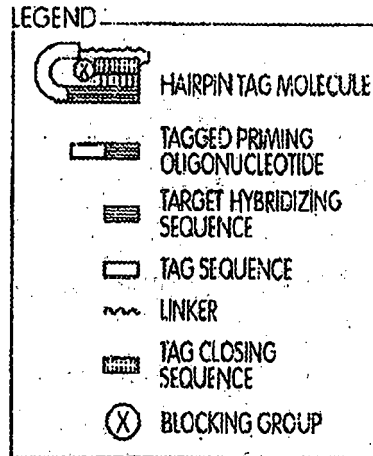 LEGEND
X
HAIRPIN TAG MOLECULE
TAGGED PRIMING
OLIGONUCLEOTIDE
TARGET HYBRIDIZING
SEQUENCE
TAG SEQUENCE
LINKER
TAG CLOSING
SEQUENCE
X BLOCKING GROUP